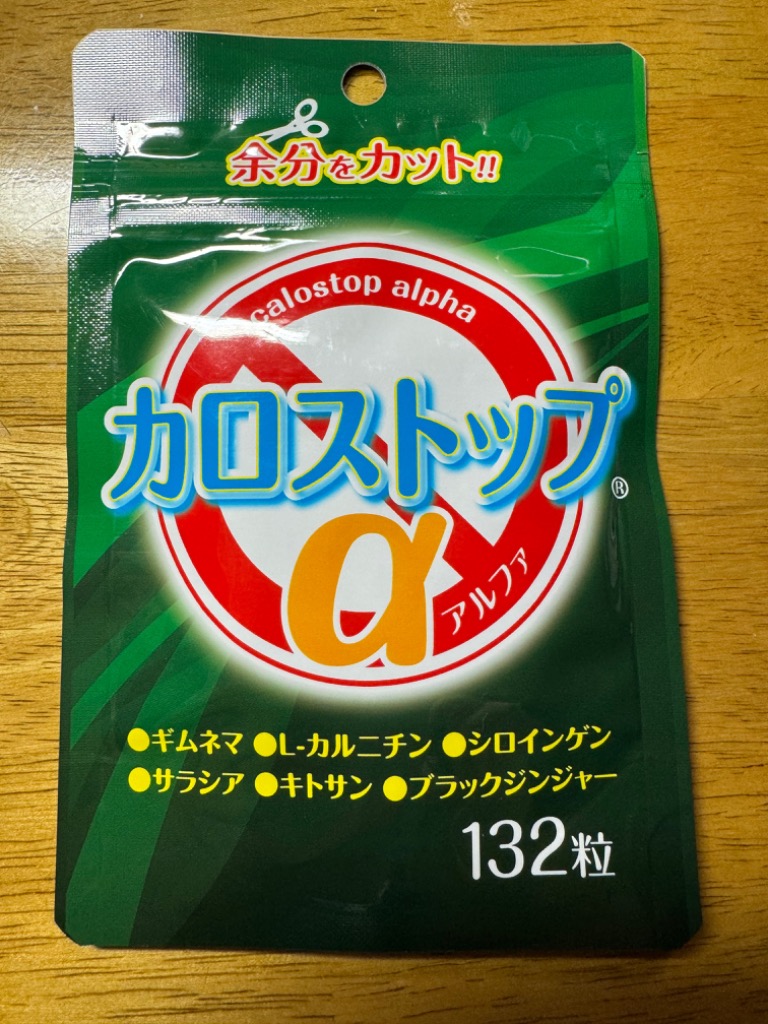 余分をカット!!
calostop alpha
カロストップ®
α
アルファ
●ギムネマ ●L-カルニチン ●シロインゲン
●サラシア ●キトサン ●ブラックジンジャー
132粒